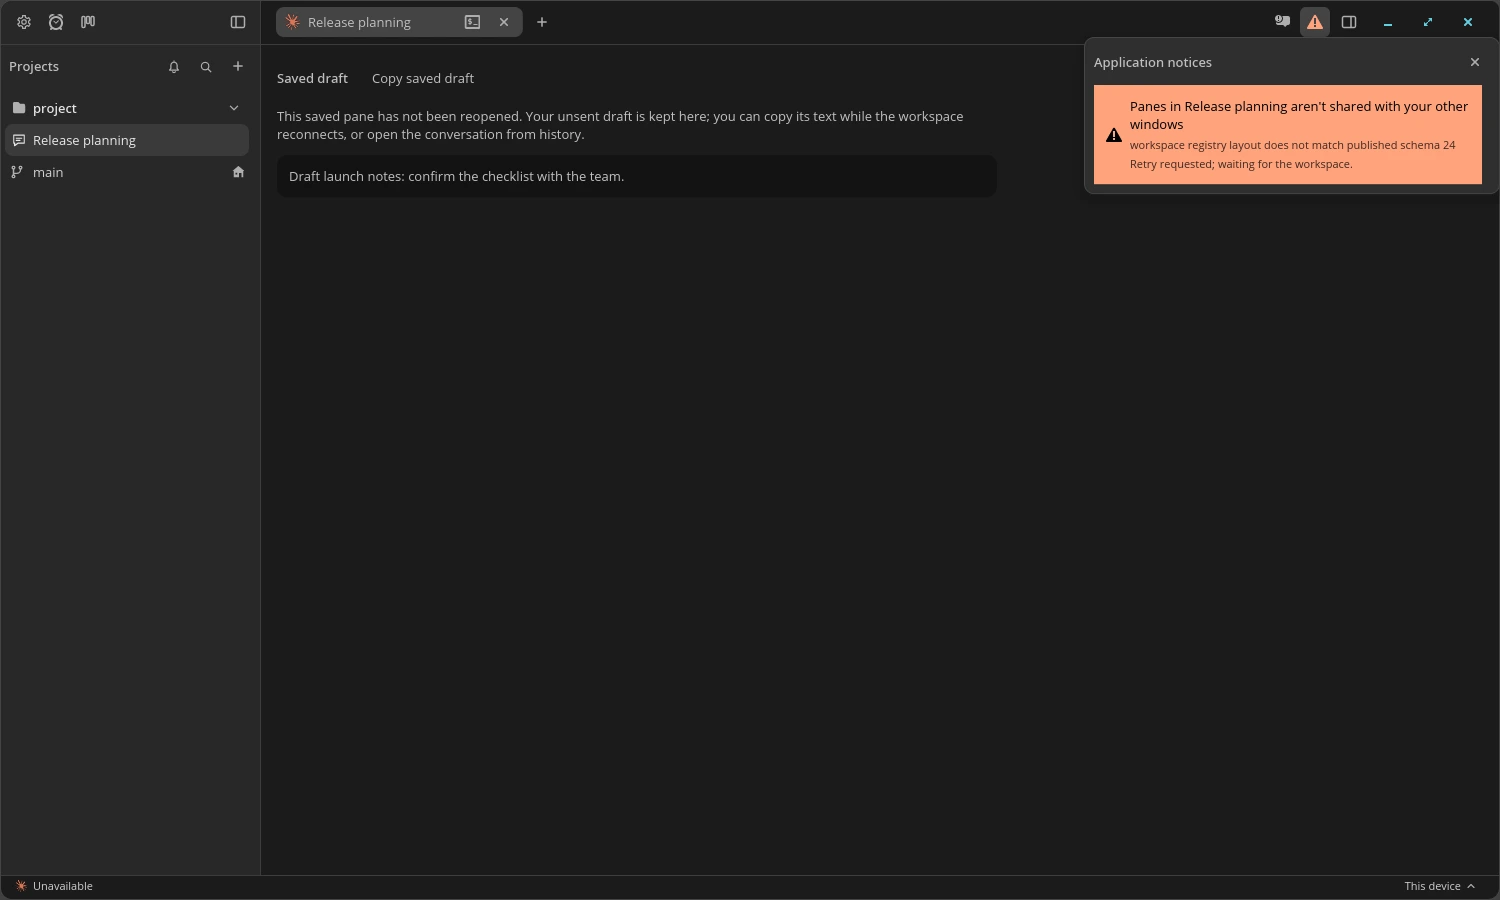 Release planning
Projects
project
Release planning
main
Saved draft
Copy saved draft
This saved pane has not been reopened. Your unsent draft is kept here; you can copy its text while the workspace
reconnects, or open the conversation from history.
Draft launch notes: confirm the checklist with the team.
Application notices
Panes in Release planning aren't shared with your other
windows
workspace registry layout does not match published schema 24
Retry requested; waiting for the workspace.
Unavailable
This device